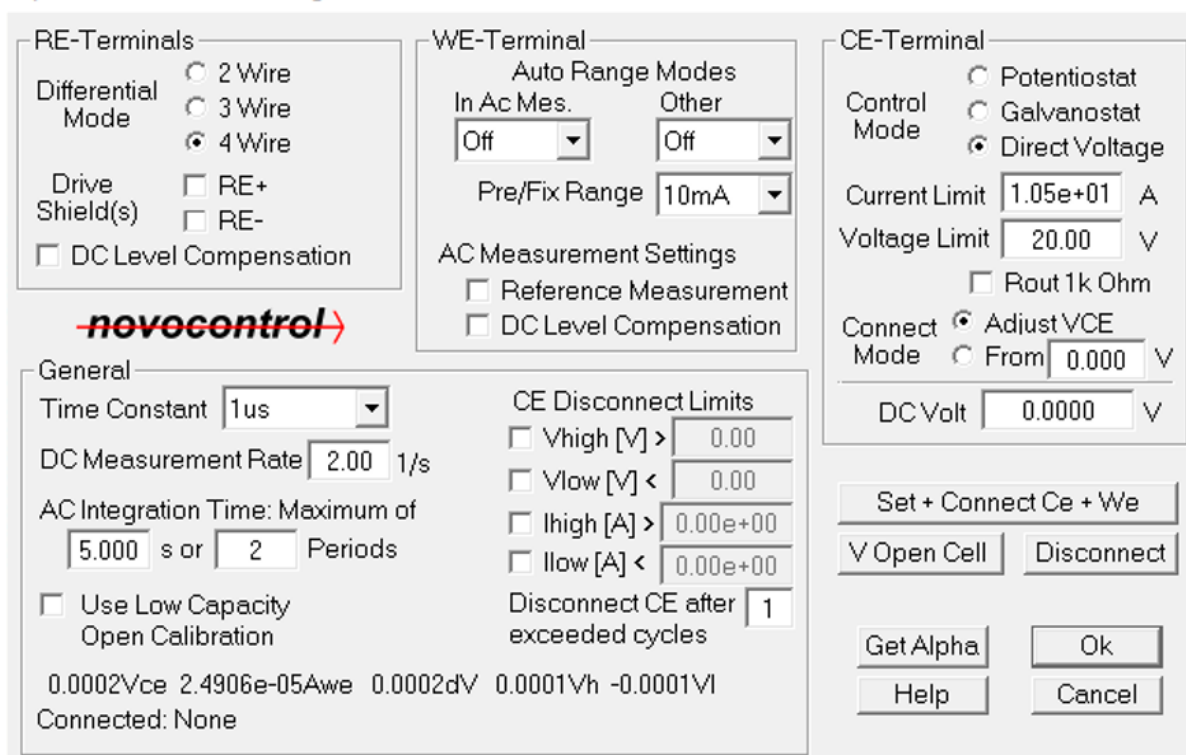 RE-Terminals
Differential Mode
2 Wire
3 Wire
4 Wire
Drive Shield(s)
RE+
RE-
DC Level Compensation
novocontrol
WE-Terminal
Auto Range Modes
In Ac Mes. Other
Off Off
Pre/Fix Range 10mA
AC Measurement Settings
Reference Measurement
DC Level Compensation
CE-Terminal
Control Mode
Potentiostat
Galvanostat
Direct Voltage
Current Limit 1.05e+01 A
Voltage Limit 20.00 V
Rout 1k Ohm
Connect Mode
Adjust VCE
From 0.000 V
DC Volt 0.0000 V
General
Time Constant 1us
DC Measurement Rate 2.00 1/s
AC Integration Time: Maximum of
5.000 s or 2 Periods
Use Low Capacity
Open Calibration
CE Disconnect Limits
Vhigh [V] > 0.00
Vlow [V] < 0.00
Ihigh [A] > 0.00e+00
Ilow [A] < 0.00e+00
Disconnect CE after 1
exceeded cycles
0.0002Vce 2.4906e-05Awe 0.0002dV 0.0001Vh -0.0001Vl
Connected: None
Set + Connect Ce + We
V Open Cell Disconnect
Get Alpha Ok
Help Cancel